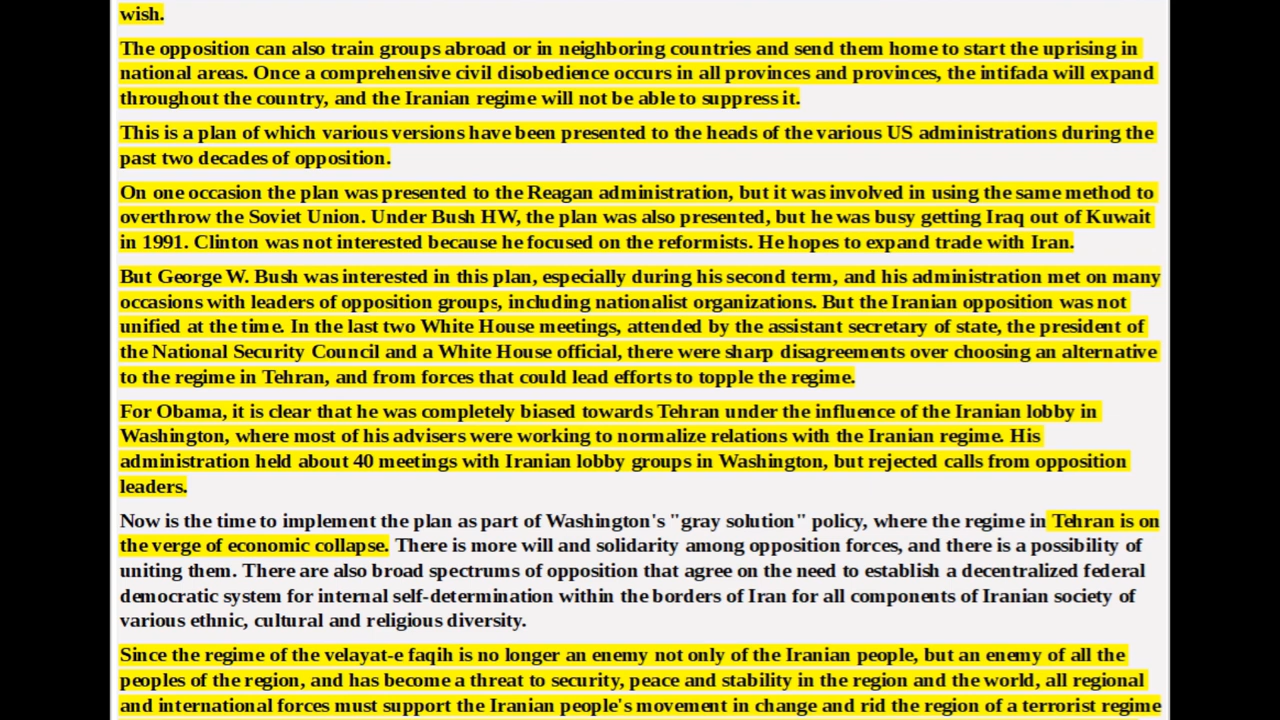 wish.
The opposition can also train groups abroad or in neighboring countries and send them home to start the uprising in
national areas. Once a comprehensive civil disobedience occurs in all provinces and provinces, the intifada will expand
throughout the country, and the Iranian regime will not be able to suppress it.
This is a plan of which various versions have been presented to the heads of the various US administrations during the
past two decades of opposition.
On one occasion the plan was presented to the Reagan administration, but it was involved in using the same method to
overthrow the Soviet Union. Under Bush HW, the plan was also presented, but he was busy getting Iraq out of Kuwait
in 1991. Clinton was not interested because he focused on the reformists. He hopes to expand trade with Iran.
But George W. Bush was interested in this plan, especially during his second term, and his administration met on many
occasions with leaders of opposition groups, including nationalist organizations. But the Iranian opposition was not
unified at the time. In the last two White House meetings, attended by the assistant secretary of state, the president of
the National Security Council and a White House official, there were sharp disagreements over choosing an alternative
to the regime in Tehran, and from forces that could lead efforts to topple the regime.
For Obama, it is clear that he was completely biased towards Tehran under the influence of the Iranian lobby in
Washington, where most of his advisers were working to normalize relations with the Iranian regime. His
administration held about 40 meetings with Iranian lobby groups in Washington, but rejected calls from opposition
leaders.
Now is the time to implement the plan as part of Washington's "gray solution" policy, where the regime in Tehran is on
the verge of economic collapse. There is more will and solidarity among opposition forces, and there is a possibility of
uniting them. There are also broad spectrums of opposition that agree on the need to establish a decentralized federal
democratic system for internal self-determination within the borders of Iran for all components of Iranian society of
various ethnic, cultural and religious diversity.
Since the regime of the velayat-e faqih is no longer an enemy not only of the Iranian people, but an enemy of all the
peoples of the region, and has become a threat to security, peace and stability in the region and the world, all regional
and international forces must support the Iranian people's movement in change and rid the region of a terrorist regime